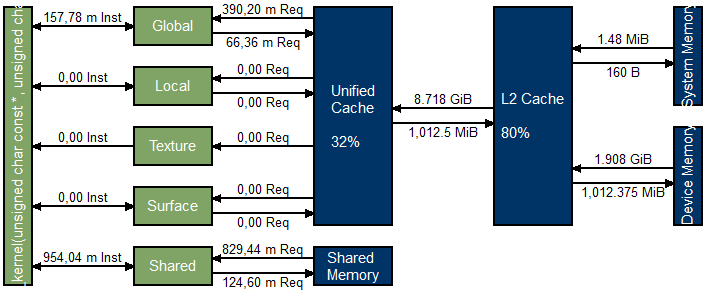 _kernel(unsigned char const *, unsigned cha
157,78 m Inst
Global
390,20 m Req
66,36 m Req
0,00 Inst
Local
0,00 Req
0,00 Req
0,00 Inst
Texture
0,00 Req
0,00 Inst
Surface
0,00 Req
0,00 Req
954,04 m Inst
Shared
829,44 m Req
124,60 m Req
Unified
Cache
32%
Shared
Memory
8.718 GiB
1,012.5 MiB
L2 Cache
80%
1.48 MiB
160 B
System Memory
1.908 GiB
1,012.375 MiB
Device Memory